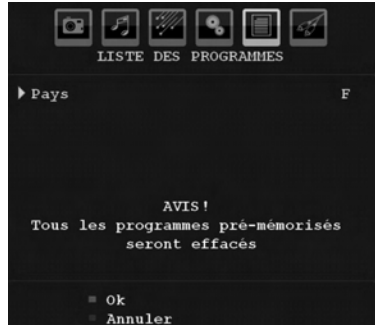 LISTE DES PROGRAMMES
Pays F
AVIS!
Tous les programmes pré-mémorisés
seront effacés
Ok
Annuler